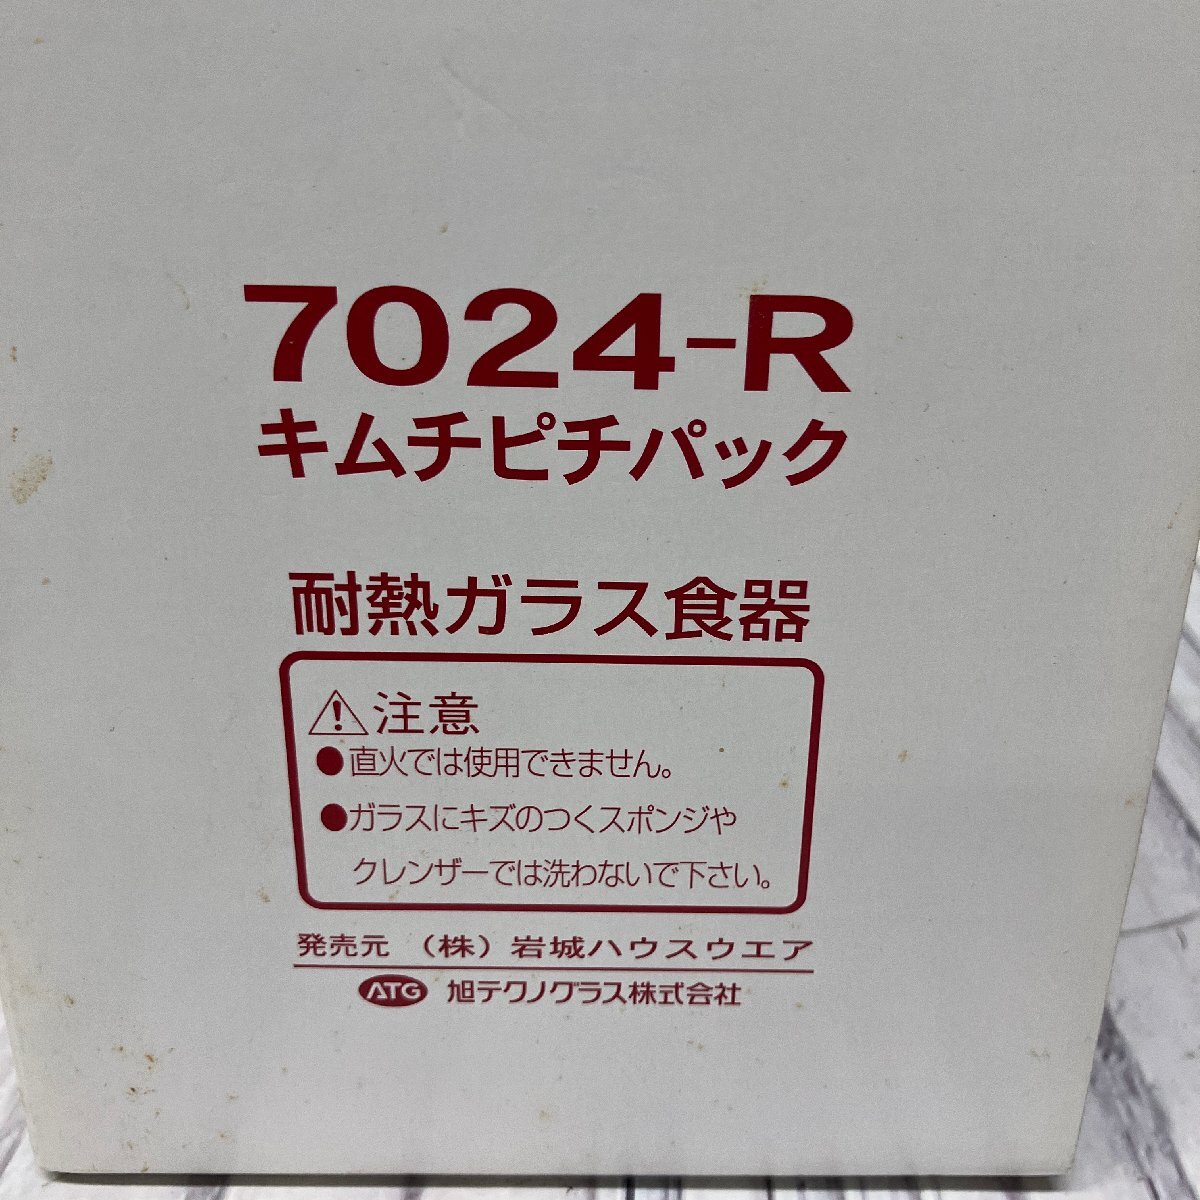 7024-R
キムチピチパック
耐熱ガラス食器
注意
●直火では使用できません。
●ガラスにキズのつくスポンジや
クレンザーでは洗わないで下さい。
発売元 （株）岩城ハウスウエア
ATG 旭テクノグラス株式会社